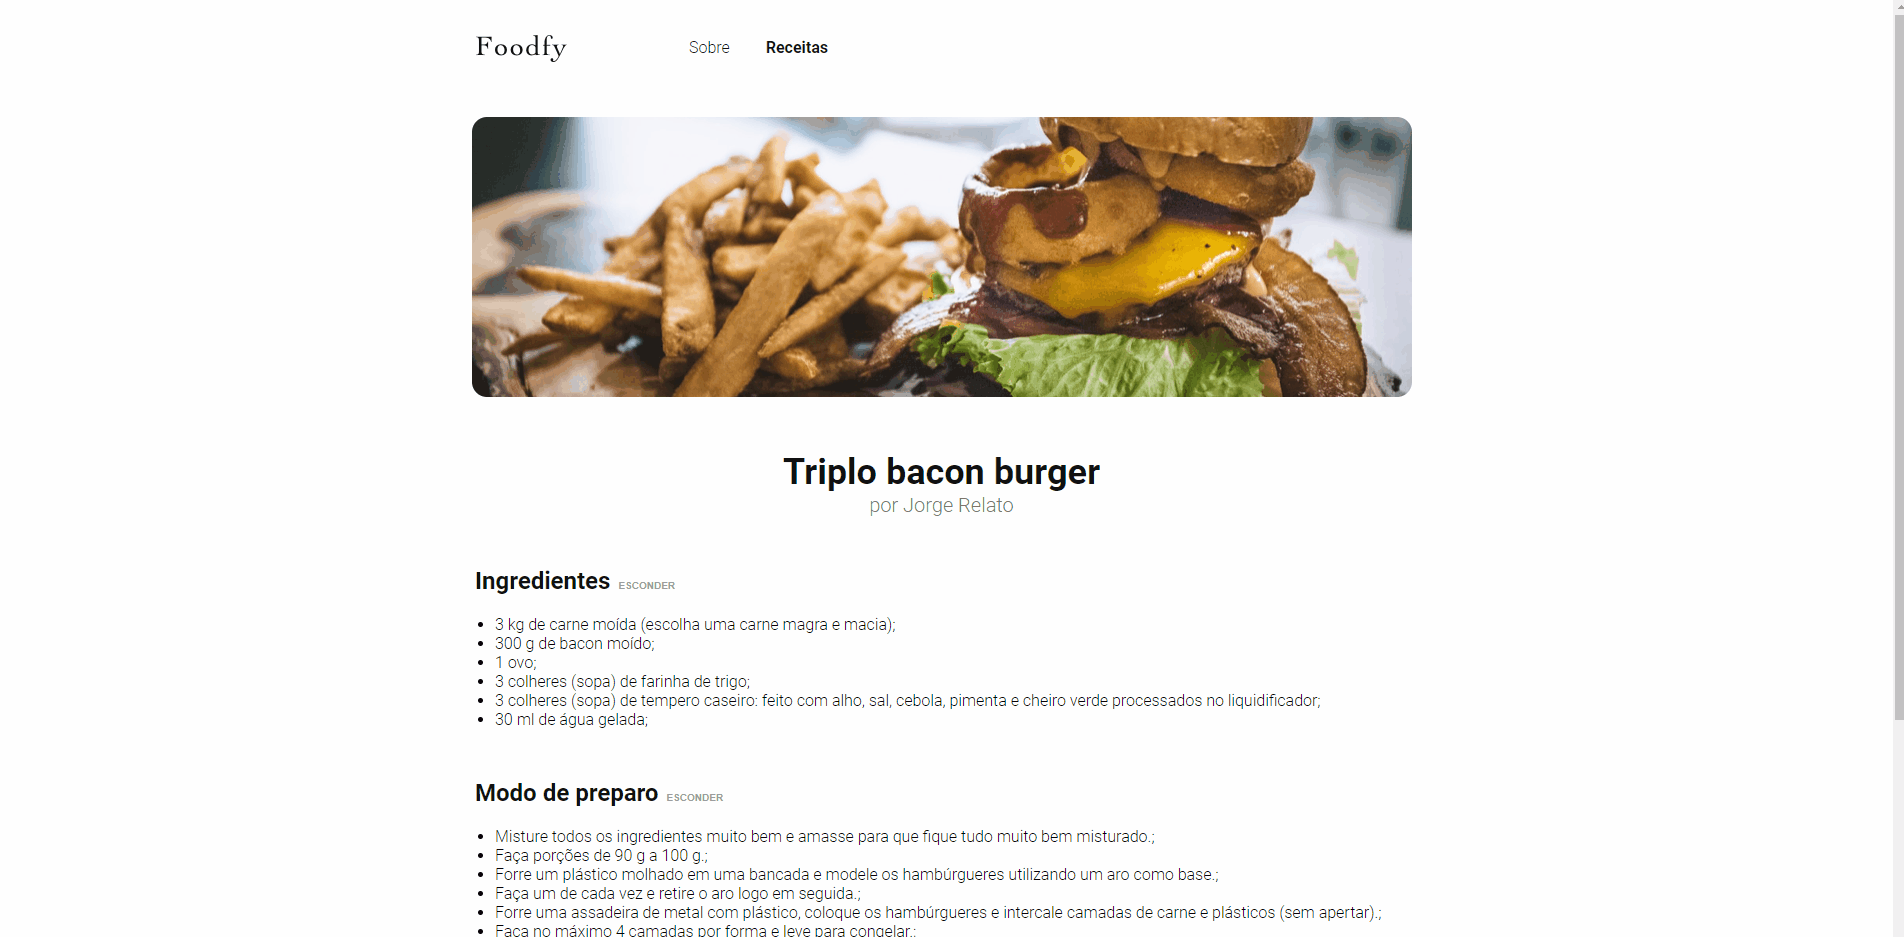 Foodfy
Sobre
Receitas
Triplo bacon burger
por Jorge Relato
Ingredientes ESCONDER
3 kg de carne moída (escolha uma carne magra e macia);
300 g de bacon moído;
1 ovo;
3 colheres (sopa) de farinha de trigo;
3 colheres (sopa) de tempero caseiro: feito com alho, sal, cebola, pimenta e cheiro verde processados no liquidificador;
30 ml de água gelada;
Modo de preparo ESCONDER
Misture todos os ingredientes muito bem e amasse para que fique tudo muito bem misturado.;
Faça porções de 90 g a 100 g.;
Forre um plástico molhado em uma bancada e modele os hambúrgueres utilizando um aro como base.;
Faça um de cada vez e retire o aro logo em seguida.;
Forre uma assadeira de metal com plástico, coloque os hambúrgueres e intercale camadas de carne e plásticos (sem apertar).;
Faça no máximo 4 camadas por forma e leve para congelar.;